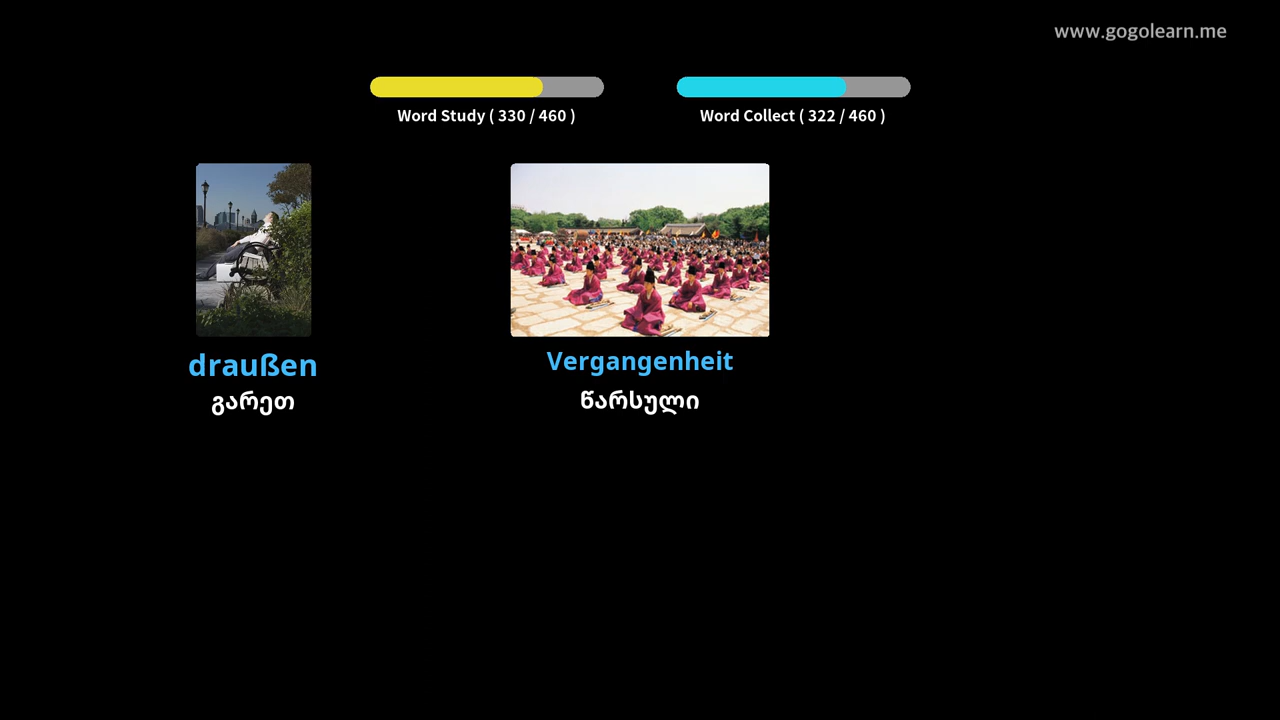 www.gogolearn.me
Word Study ( 330 / 460 )
Word Collect ( 322 / 460 )
draußen
გარეთ
Vergangenheit
წარსული